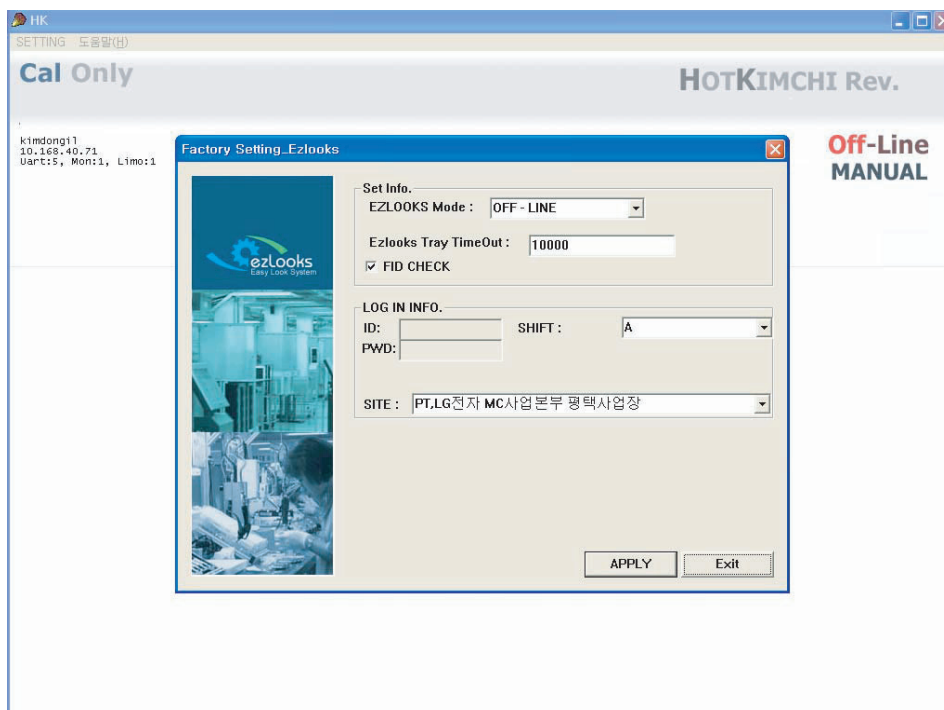 HK
SETTING 도움말(H)
Cal Only
HOTKIMCHI Rev.
kimdongil
10.168.40.71
Uart:5, Mon:1, Limo:1
Off-Line
MANUAL
Factory Setting_Ezlooks
ezLooks
Easy Look System
Set Info.
EZLOOKS Mode : OFF - LINE
Ezlooks Tray TimeOut : 10000
FID CHECK
LOG IN INFO.
ID: SHIFT : A
PWD:
SITE : PT,LG전자 MC사업본부 평택사업장
APPLY Exit